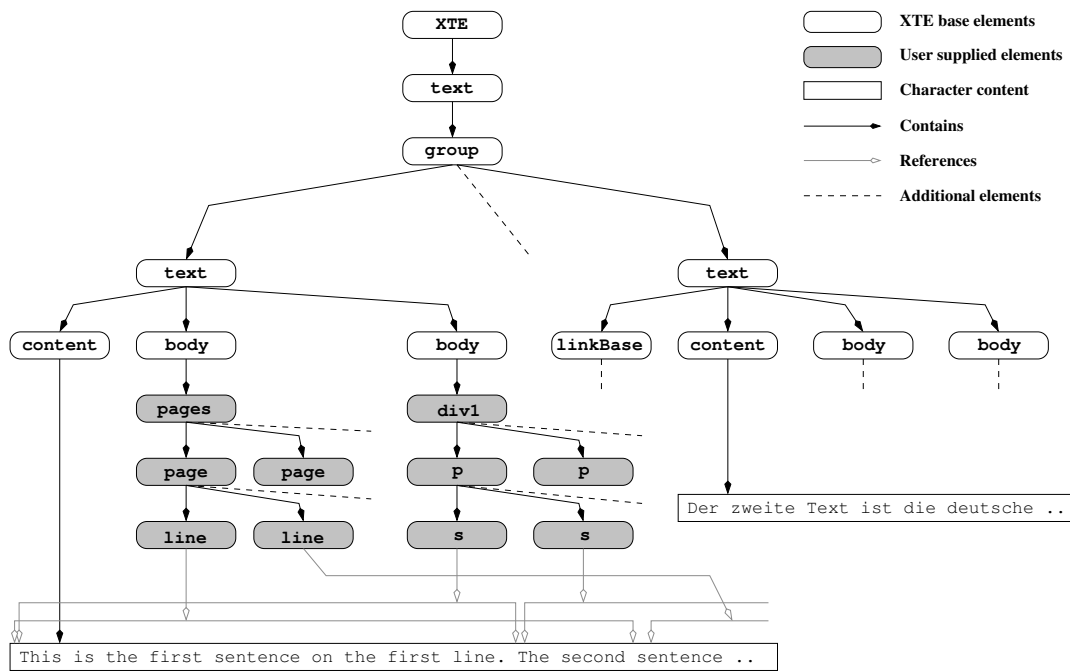 XTE
XTE base elements
User supplied elements
text
Character content
Contains
group
References
Additional elements
text
text
content
body
body
linkBase
content
body
body
pages
div1
page
page
p
p
Der zweite Text ist die deutsche ..
line
line
s
s
This is the first sentence on the first line. The second sentence ..